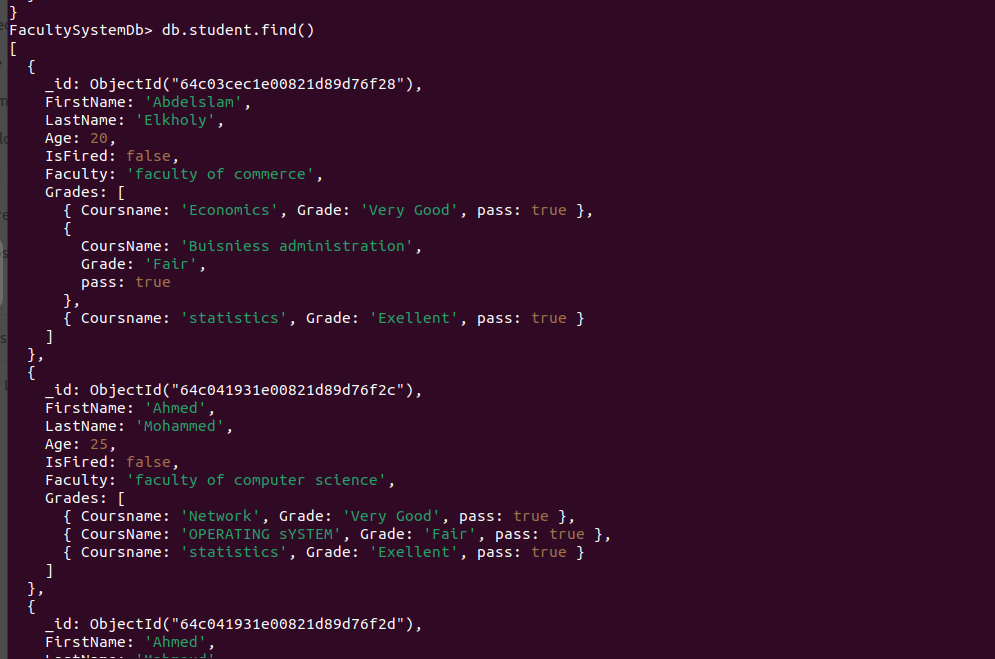 }
FacultySystemDb> db.student.find()
[
  {
    _id: ObjectId("64c03cec1e00821d89d76f28"),
    FirstName: 'Abdelslam',
    LastName: 'Elkholy',
    Age: 20,
    IsFired: false,
    Faculty: 'faculty of commerce',
    Grades: [
      { Coursname: 'Economics', Grade: 'Very Good', pass: true },
      {
        CoursName: 'Buisniess administration',
        Grade: 'Fair',
        pass: true
      },
      { Coursname: 'statistics', Grade: 'Exellent', pass: true }
    ]
  },
  {
    _id: ObjectId("64c041931e00821d89d76f2c"),
    FirstName: 'Ahmed',
    LastName: 'Mohammed',
    Age: 25,
    IsFired: false,
    Faculty: 'faculty of computer science',
    Grades: [
      { Coursname: 'Network', Grade: 'Very Good', pass: true },
      { Coursname: 'OPERATING sYSTEM', Grade: 'Fair', pass: true },
      { Coursname: 'statistics', Grade: 'Exellent', pass: true }
    ]
  },
  {
    _id: ObjectId("64c041931e00821d89d76f2d"),
    FirstName: 'Ahmed',
    LastName: 'Mahmoud'